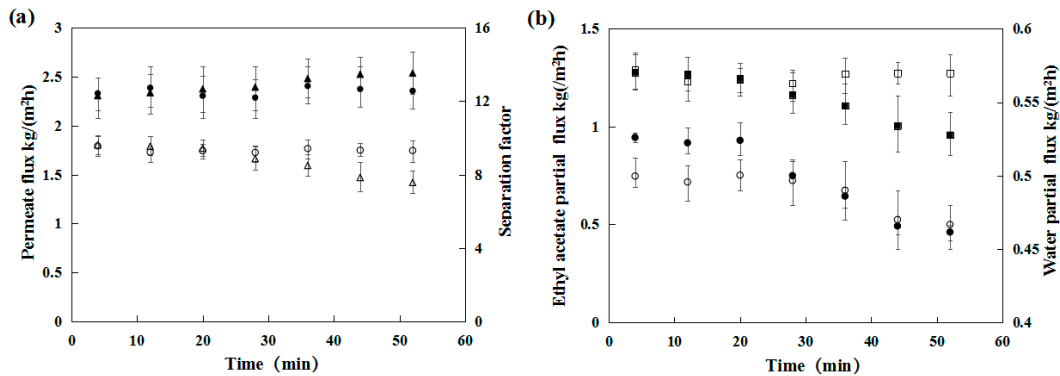 (a)
3
2.5
2
1.5
1
0.5
0
16
12
8
4
0
0 10 20 30 40 50 60
Permeate flux kg/(m²h)
Separation factor
Time (min)
(b)
1.5
1
0.5
0
0.6
0.55
0.5
0.45
0.4
0 10 20 30 40 50 60
Ethyl acetate partial flux kg(/m²h)
Water partial flux kg/(m²h)
Time (min)